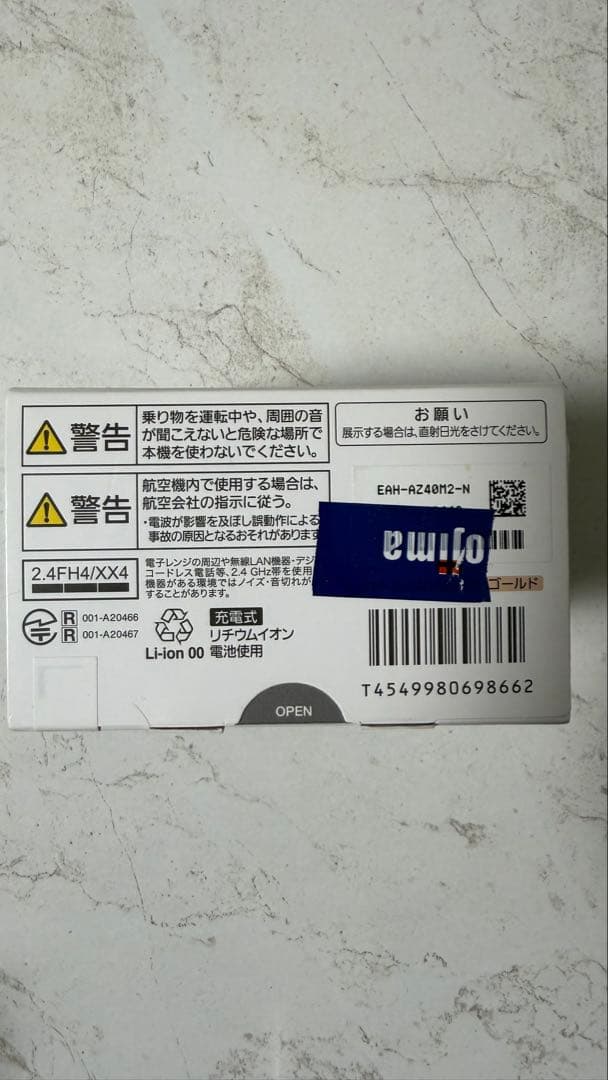 警告
乗り物を運転中や、周囲の音
が聞こえないと危険な場所で
本機を使わないでください。
警告
航空機内で使用する場合は、
航空会社の指示に従う。
・電波が影響を及ぼし誤動作による
事故の原因となるおそれがあります
2.4FH4/XX4
電子レンジの周辺や無線LAN機器・デジ
コードレス電話等、2.4 GHz帯を使用
機器がある環境ではノイズ・音切れが
することがあります。
R 001-A20466
R 001-A20467
Li-ion 00
充電式
リチウムイオン
電池使用
OPEN
お願い
展示する場合は、直射日光をさけてください。
EAH-AZ40M2-N
ojima
ゴールド
T4549980698662